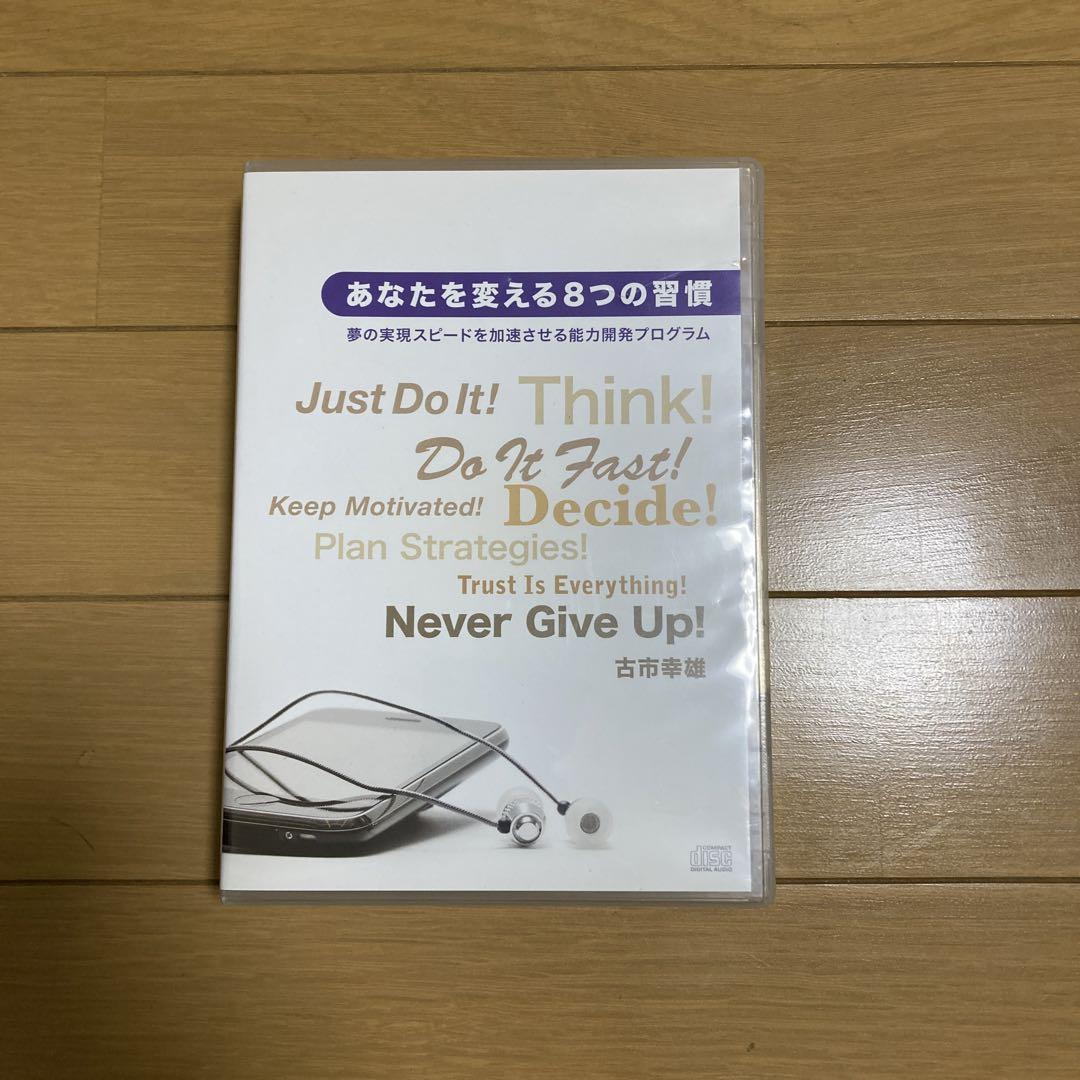 あなたを変える8つの習慣
夢の実現スピードを加速させる能力開発プログラム
Just Do It! Think!
Do It Fast!
Keep Motivated! Decide!
Plan Strategies!
Trust Is Everything!
Never Give Up!
古市幸雄
COMPACT
disc
DIGITAL AUDIO